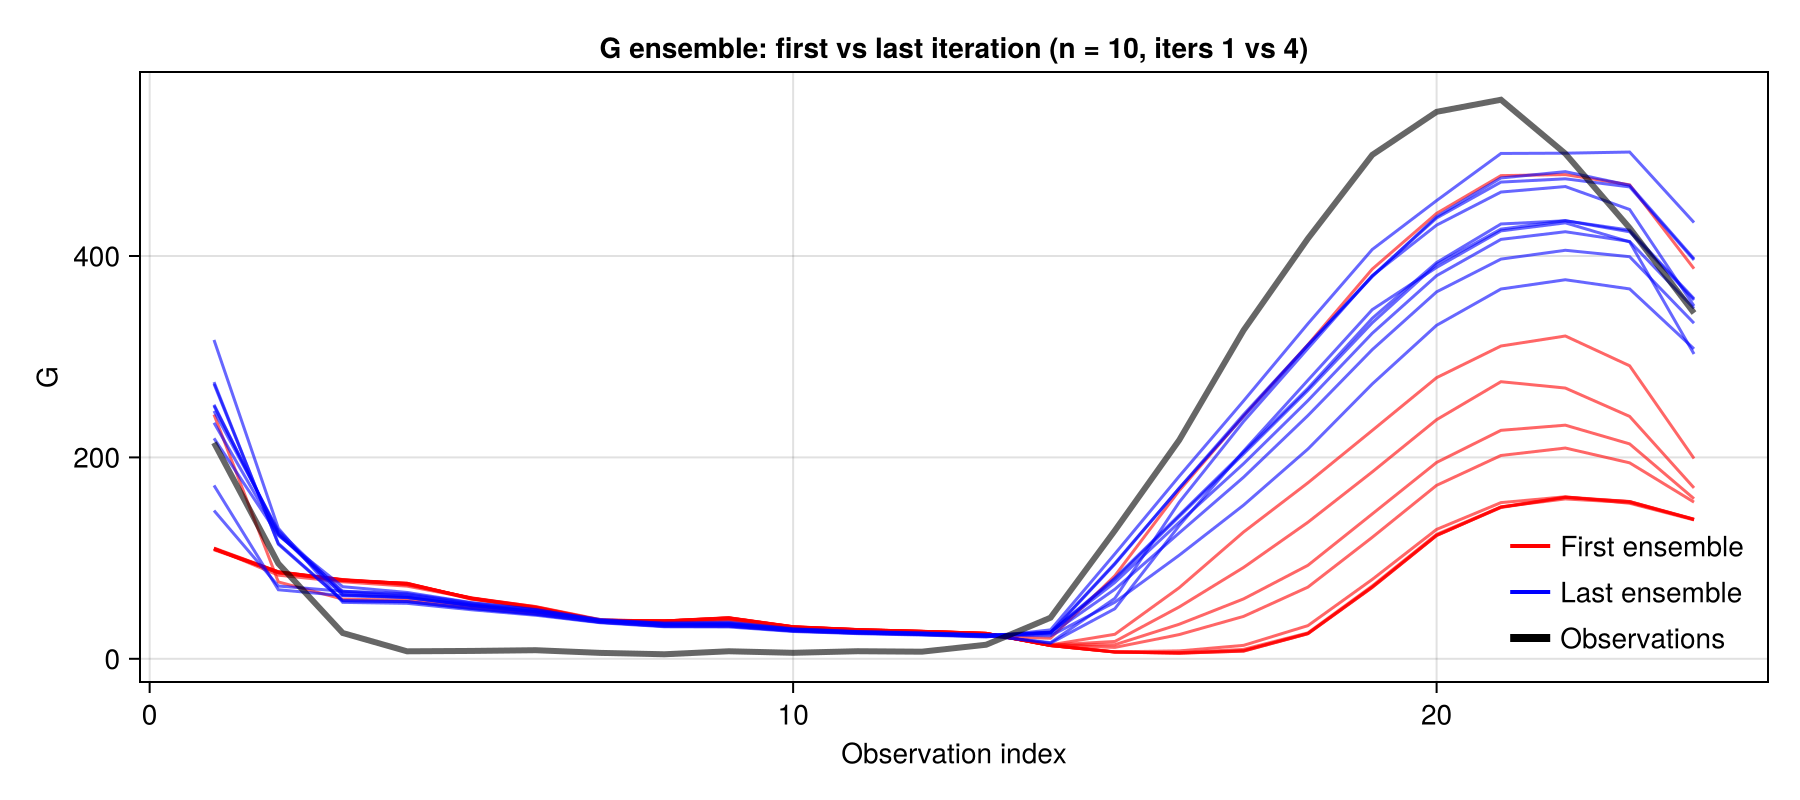 G ensemble: first vs last iteration (n = 10, iters 1 vs 4)
G
400
200
0
0
10
20
Observation index
First ensemble
Last ensemble
Observations